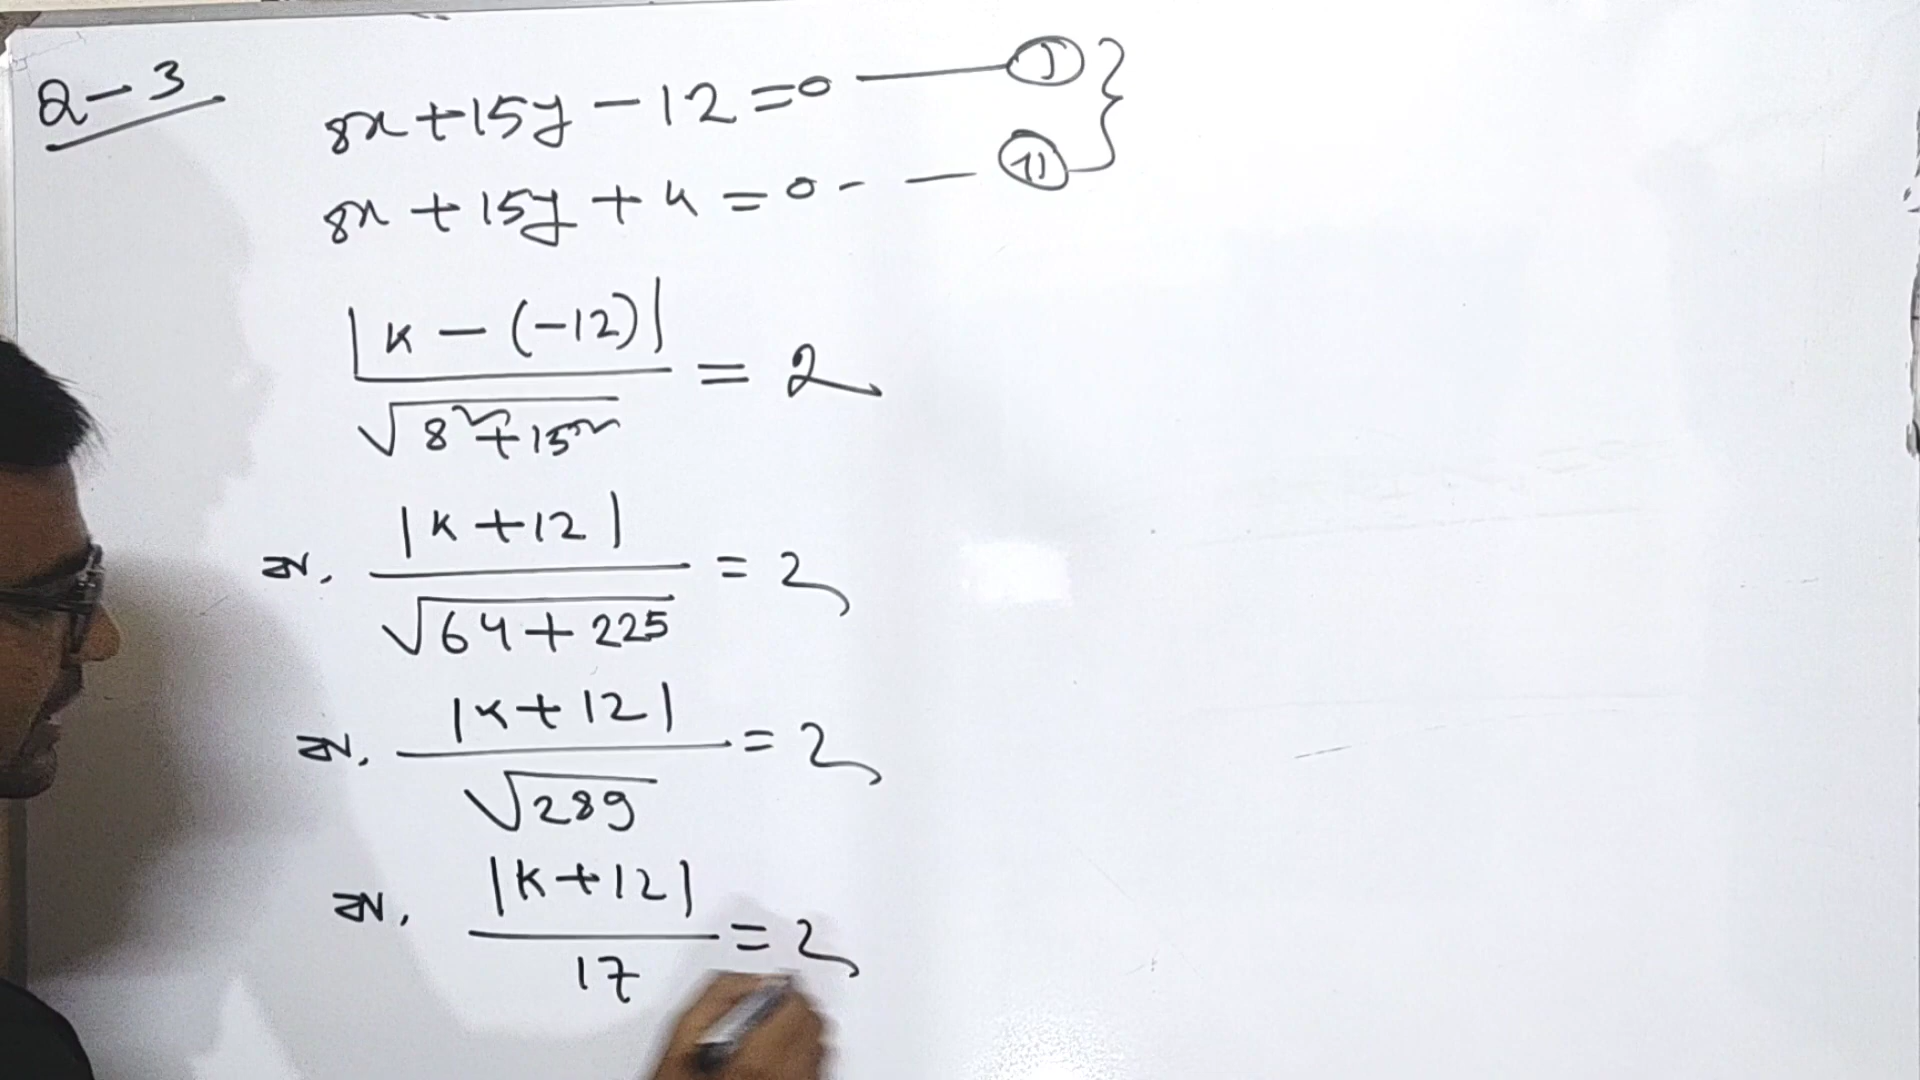 Q-3
8x+15y-12=0 — (I)
8x+15y+k=0 - — (II)
|k-(-12)|/√(8²+15²) = 2
বা, |k+12|/√(64+225) = 2
বা, |k+12|/√289 = 2
বা, |k+12|/17 = 2